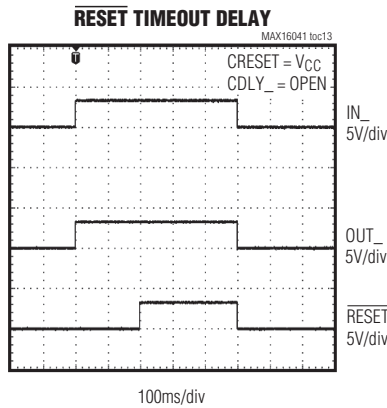 RESET TIMEOUT DELAY
MAX16041 toc13
T
CRESET = VCC
CDLY_ = OPEN
IN_
5V/div
OUT_
5V/div
RESET
5V/div
100ms/div